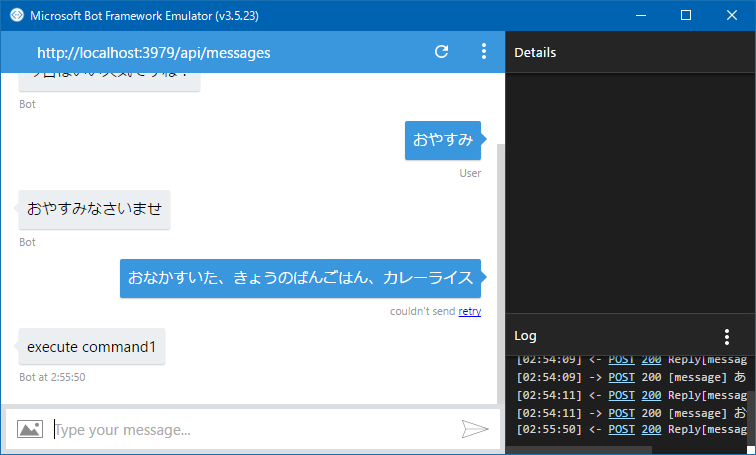 Microsoft Bot Framework Emulator (v3.5.23)
http://localhost:3979/api/messages
Bot
おやすみ
User
おやすみなさいませ
Bot
おなかすいた、きょうのばんごはん、カレーライス
couldn't send retry
execute command1
Bot at 2:55:50
Type your message...
Details
Log
[02:54:09] <- POST 200 Reply[messag
[02:54:09] -> POST 200 [message] あ
[02:54:11] <- POST 200 Reply[messag
[02:54:11] -> POST 200 [message] お
[02:55:50] <- POST 200 Reply[messag